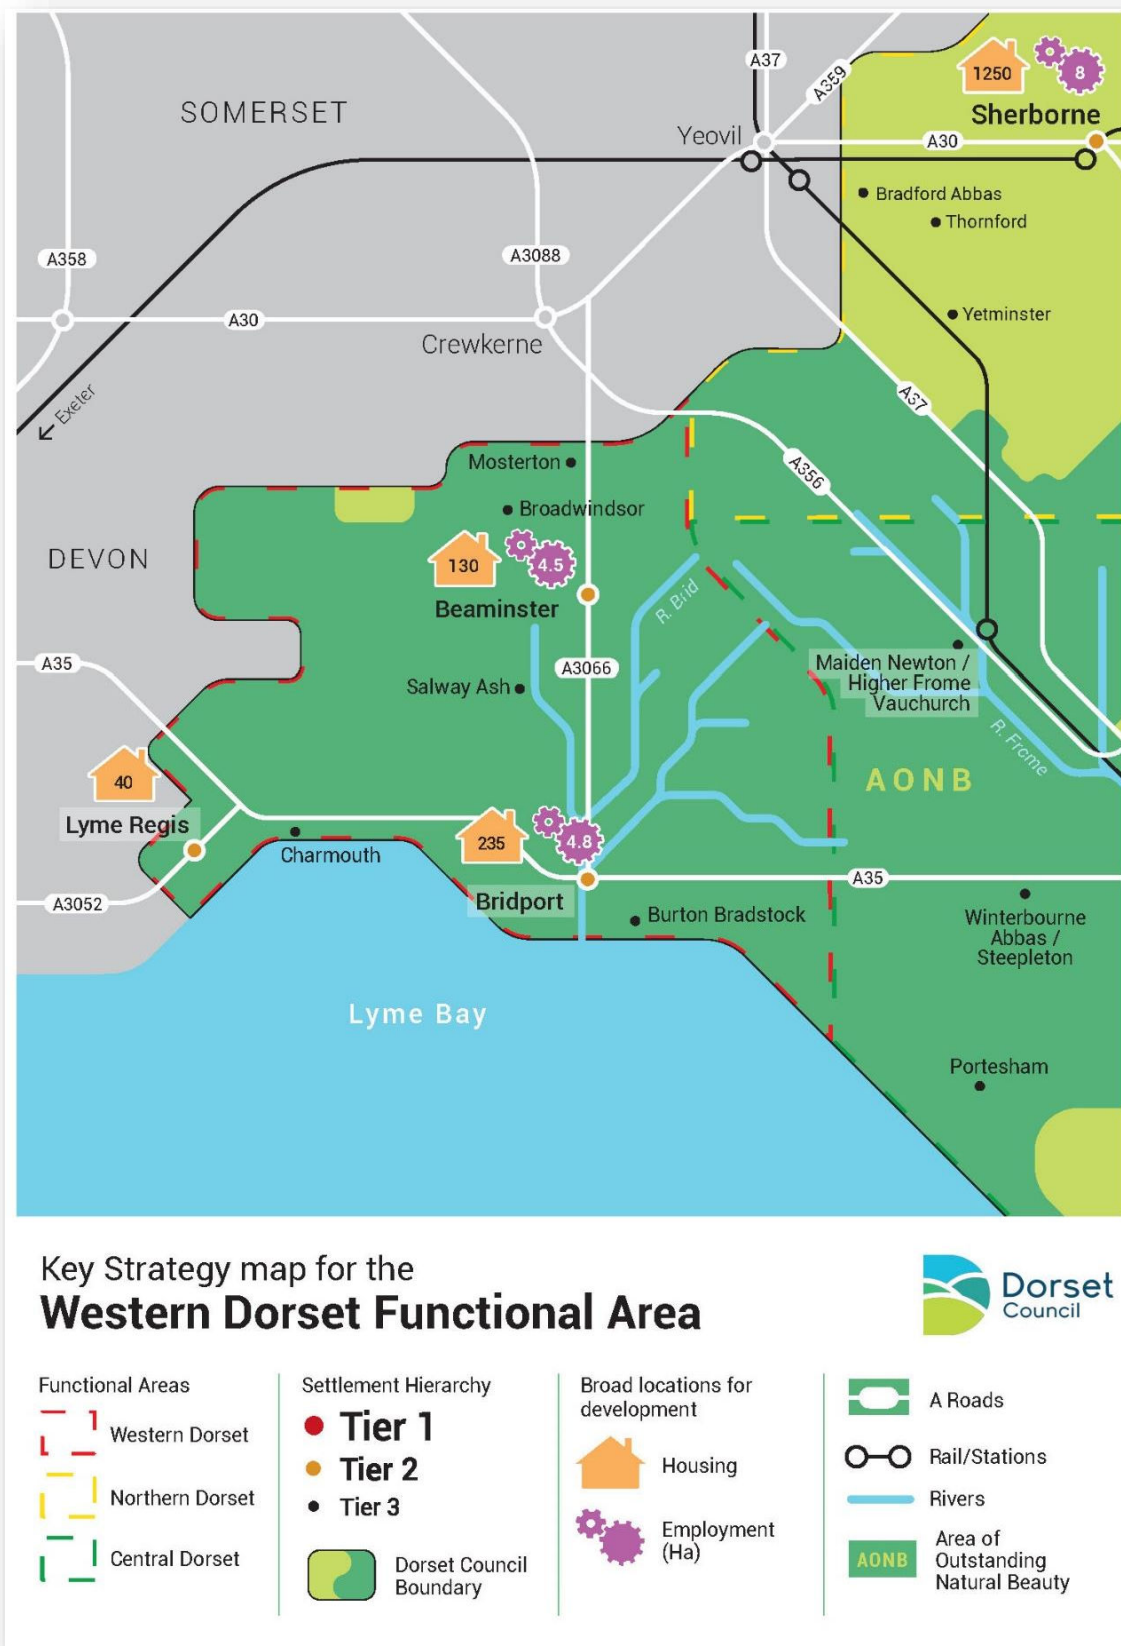 SOMERSET
A37
A359
1250
8
Sherborne
Yeovil
A30
Bradford Abbas
Thornford
A358
A3088
Yetminster
A30
Crewkerne
← Exeter
A37
Mosterton
A356
Broadwindsor
DEVON
130
4.5
Beaminster
R. Brid
A35
A3066
Salway Ash
Maiden Newton /
Higher Frome
Vauchurch
R. Frome
AONB
40
Lyme Regis
Charmouth
235
4.8
A35
A3052
Bridport
Burton Bradstock
Winterbourne
Abbas /
Steepleton
Lyme Bay
Portesham
Key Strategy map for the
Western Dorset Functional Area
Dorset
Council
Functional Areas
Western Dorset
Northern Dorset
Central Dorset
Settlement Hierarchy
Tier 1
Tier 2
Tier 3
Dorset Council
Boundary
Broad locations for
development
Housing
Employment
(Ha)
A Roads
Rail/Stations
Rivers
AONB
Area of
Outstanding
Natural Beauty